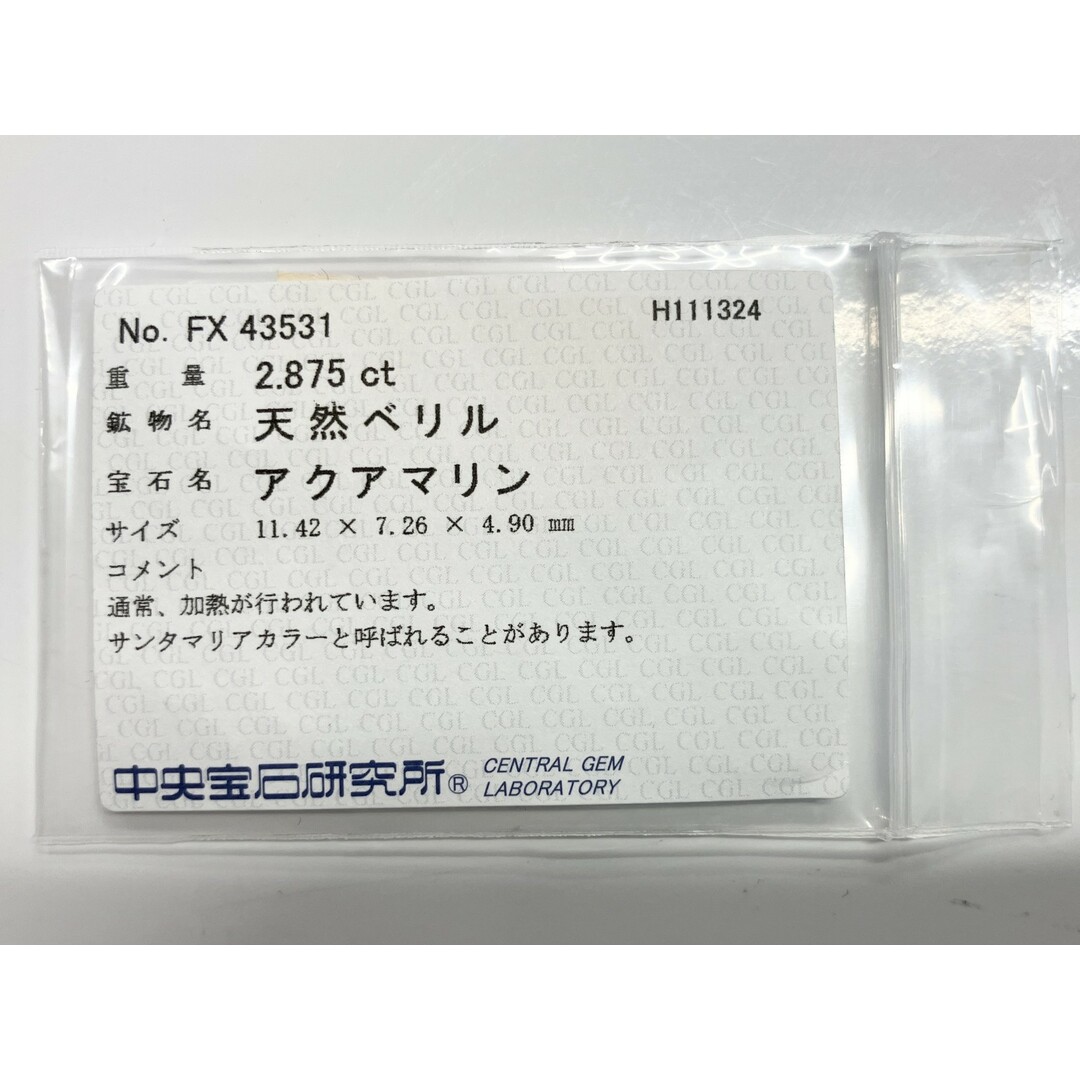 No. FX 43531 H111324
重量 2.875 ct
鉱物名 天然ベリル
宝石名 アクアマリン
サイズ 11.42 × 7.26 × 4.90 ㎜
コメント
通常、加熱が行われています。
サンタマリアカラーと呼ばれることがあります。
中央宝石研究所® CENTRAL GEM
LABORATORY